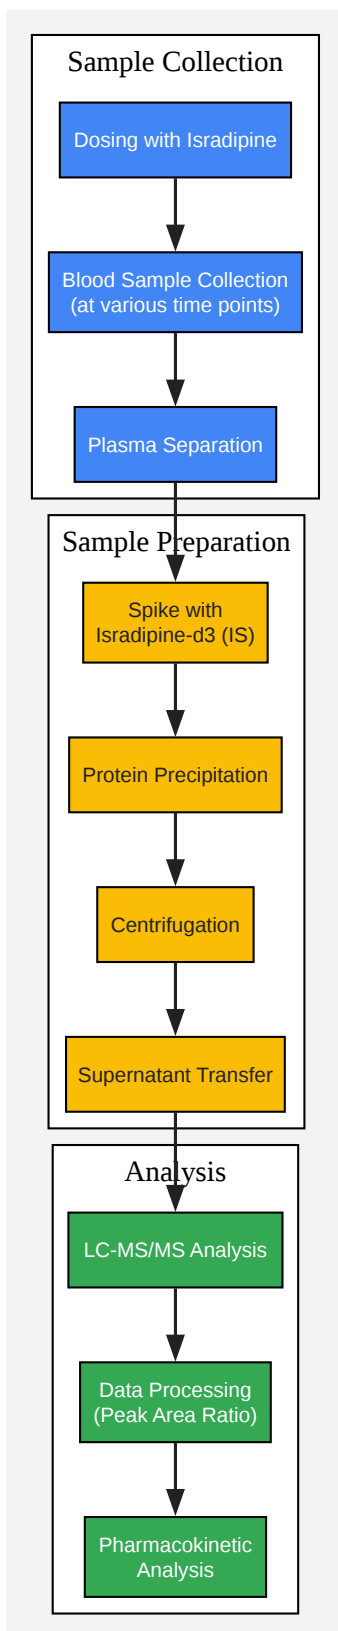 Sample Collection
Dosing with Isradipine
Blood Sample Collection
(at various time points)
Plasma Separation
Sample Preparation
Spike with
Isradipine-d3 (IS)
Protein Precipitation
Centrifugation
Supernatant Transfer
Analysis
LC-MS/MS Analysis
Data Processing
(Peak Area Ratio)
Pharmacokinetic
Analysis